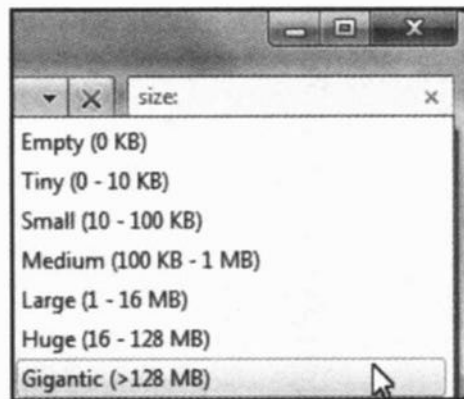 size:
Empty (0 KB)
Tiny (0 - 10 KB)
Small (10 - 100 KB)
Medium (100 KB - 1 MB)
Large (1 - 16 MB)
Huge (16 - 128 MB)
Gigantic (>128 MB)